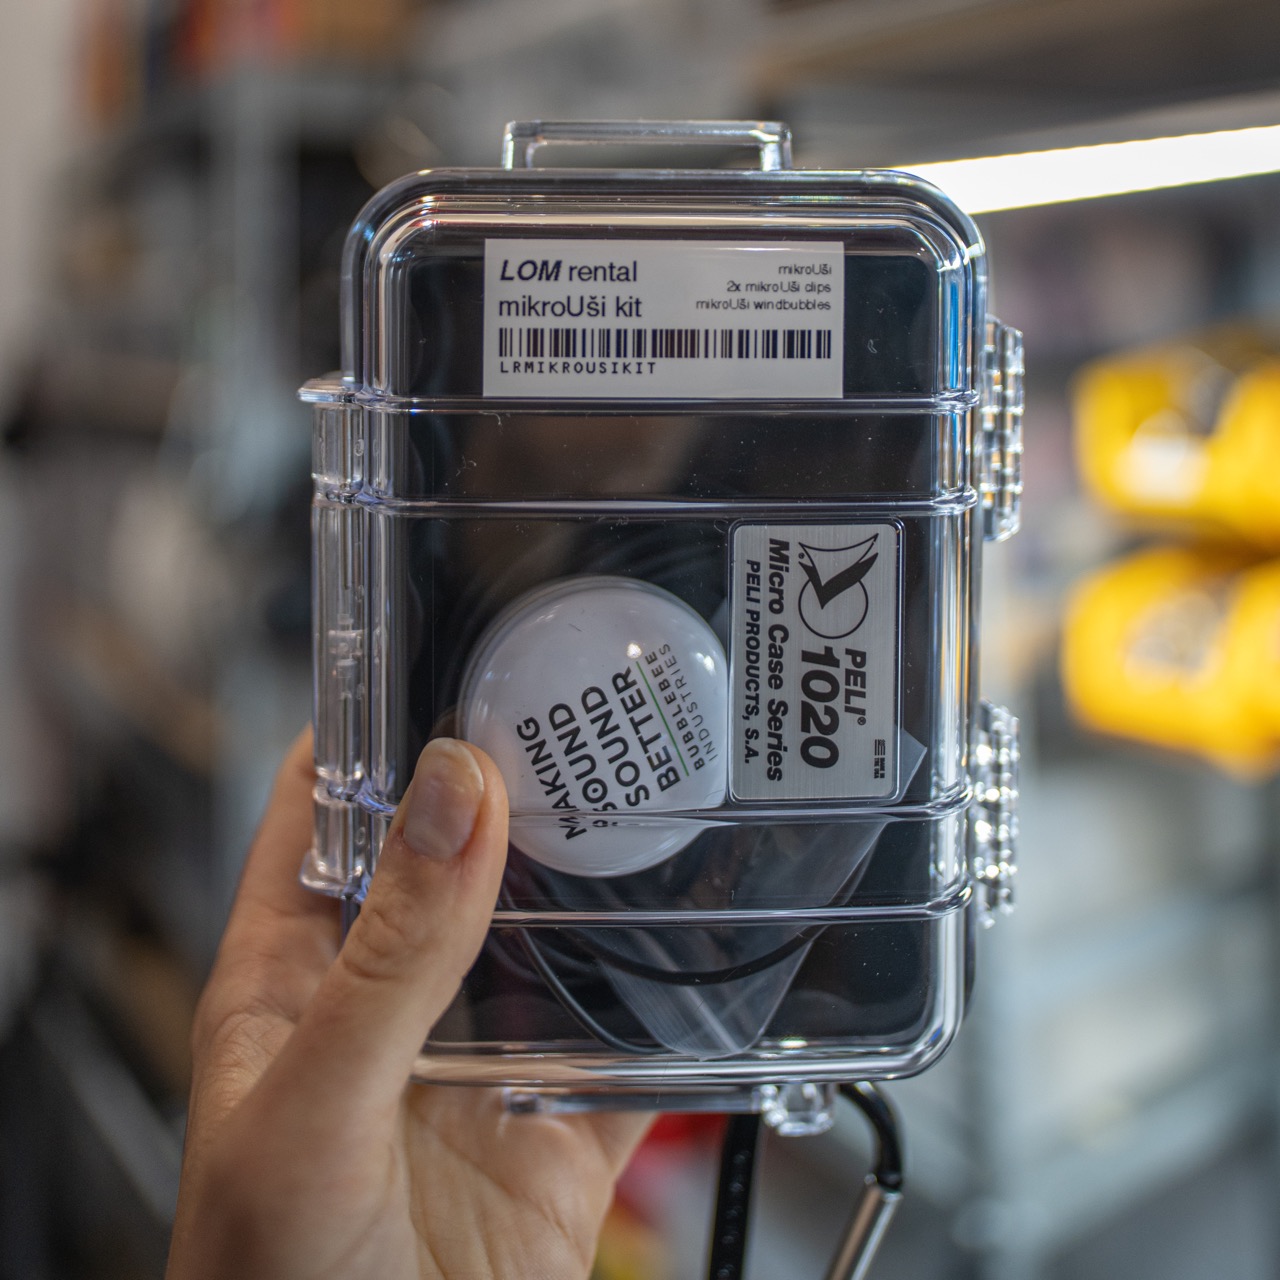 LOM rental
mikroUši kit
mikroUši
2x mikroUši clips
mikroUši windbubbles
LRMIKROUSIKIT
PELI®
1020
Micro Case Series
PELI PRODUCTS, S.A.
MAKING
SOUND
SOUND
BETTER
BUBBLEBEE
INDUSTRIES